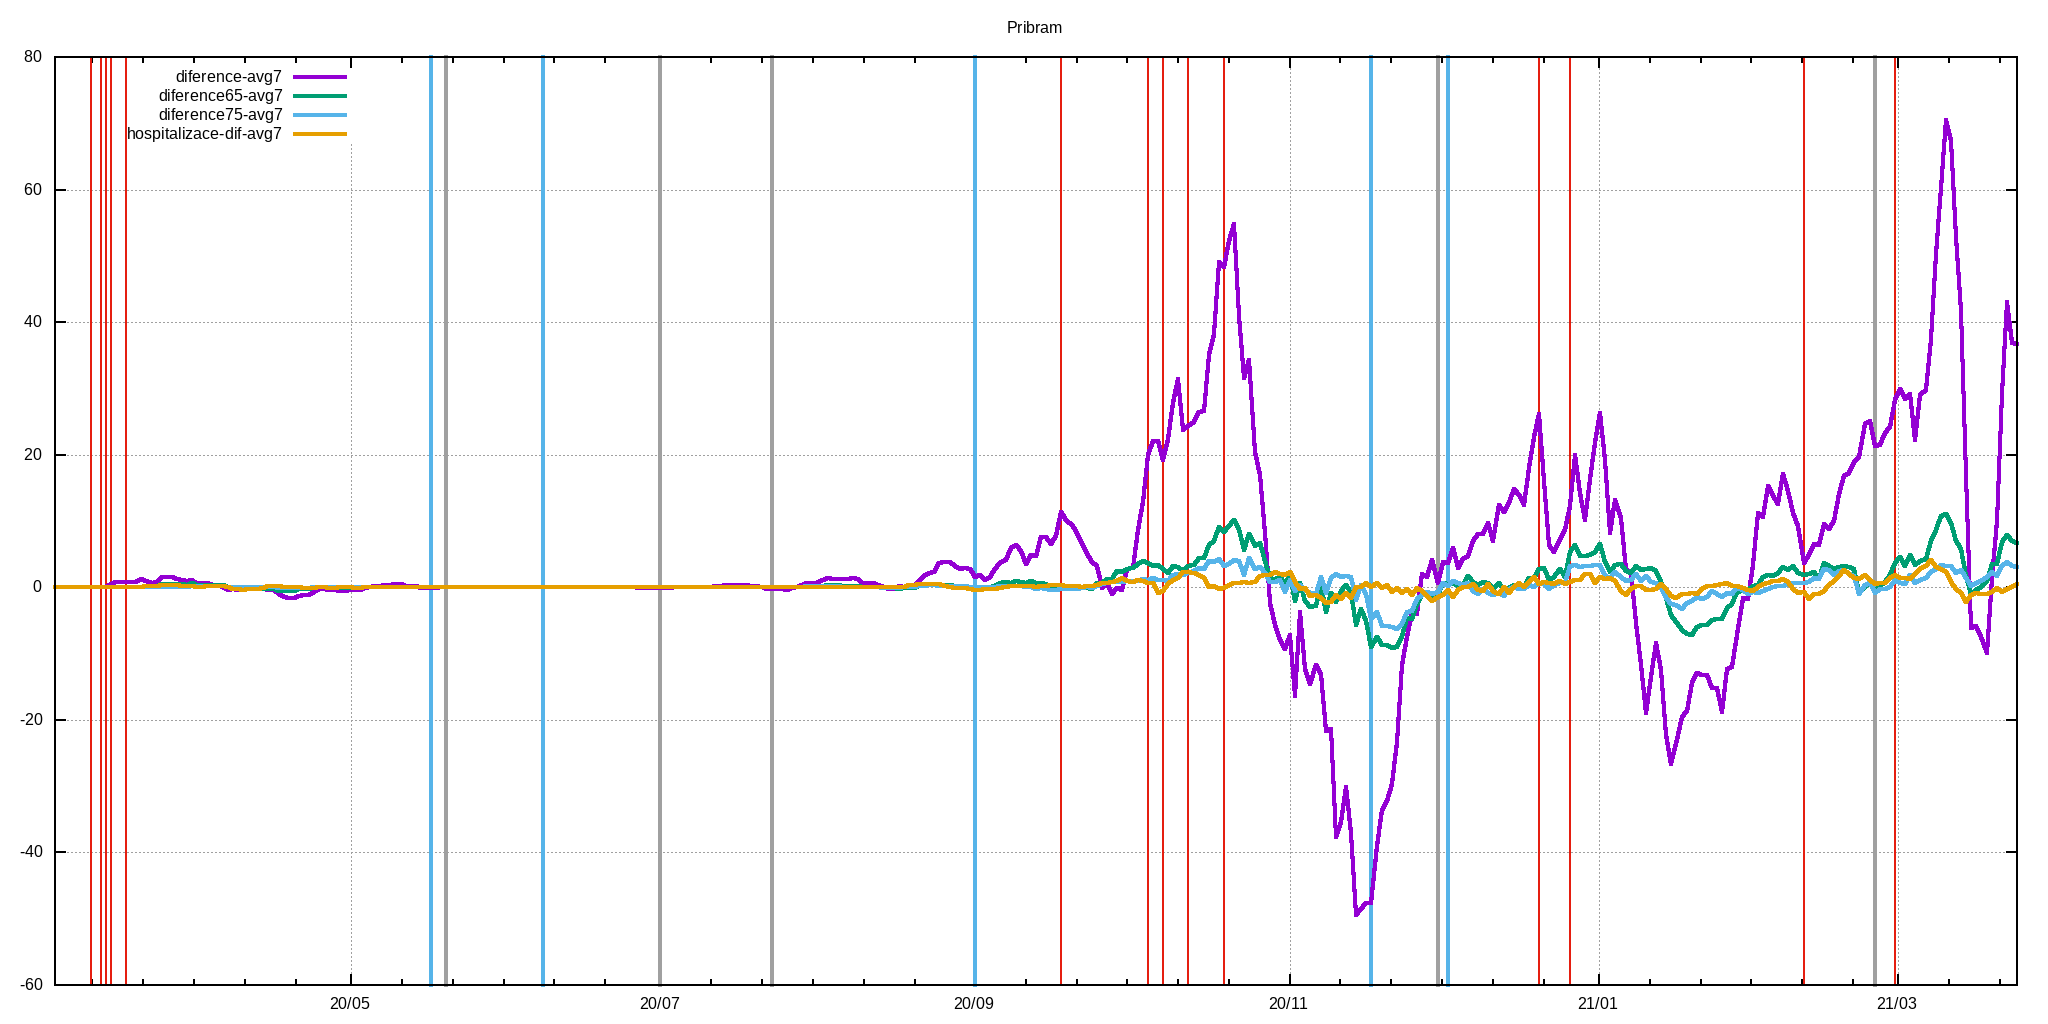 Pribram
80
60
40
20
0
-20
-40
-60
diference-avg7
diference65-avg7
diference75-avg7
hospitalizace-dif-avg7
20/05
20/07
20/09
20/11
21/01
21/03